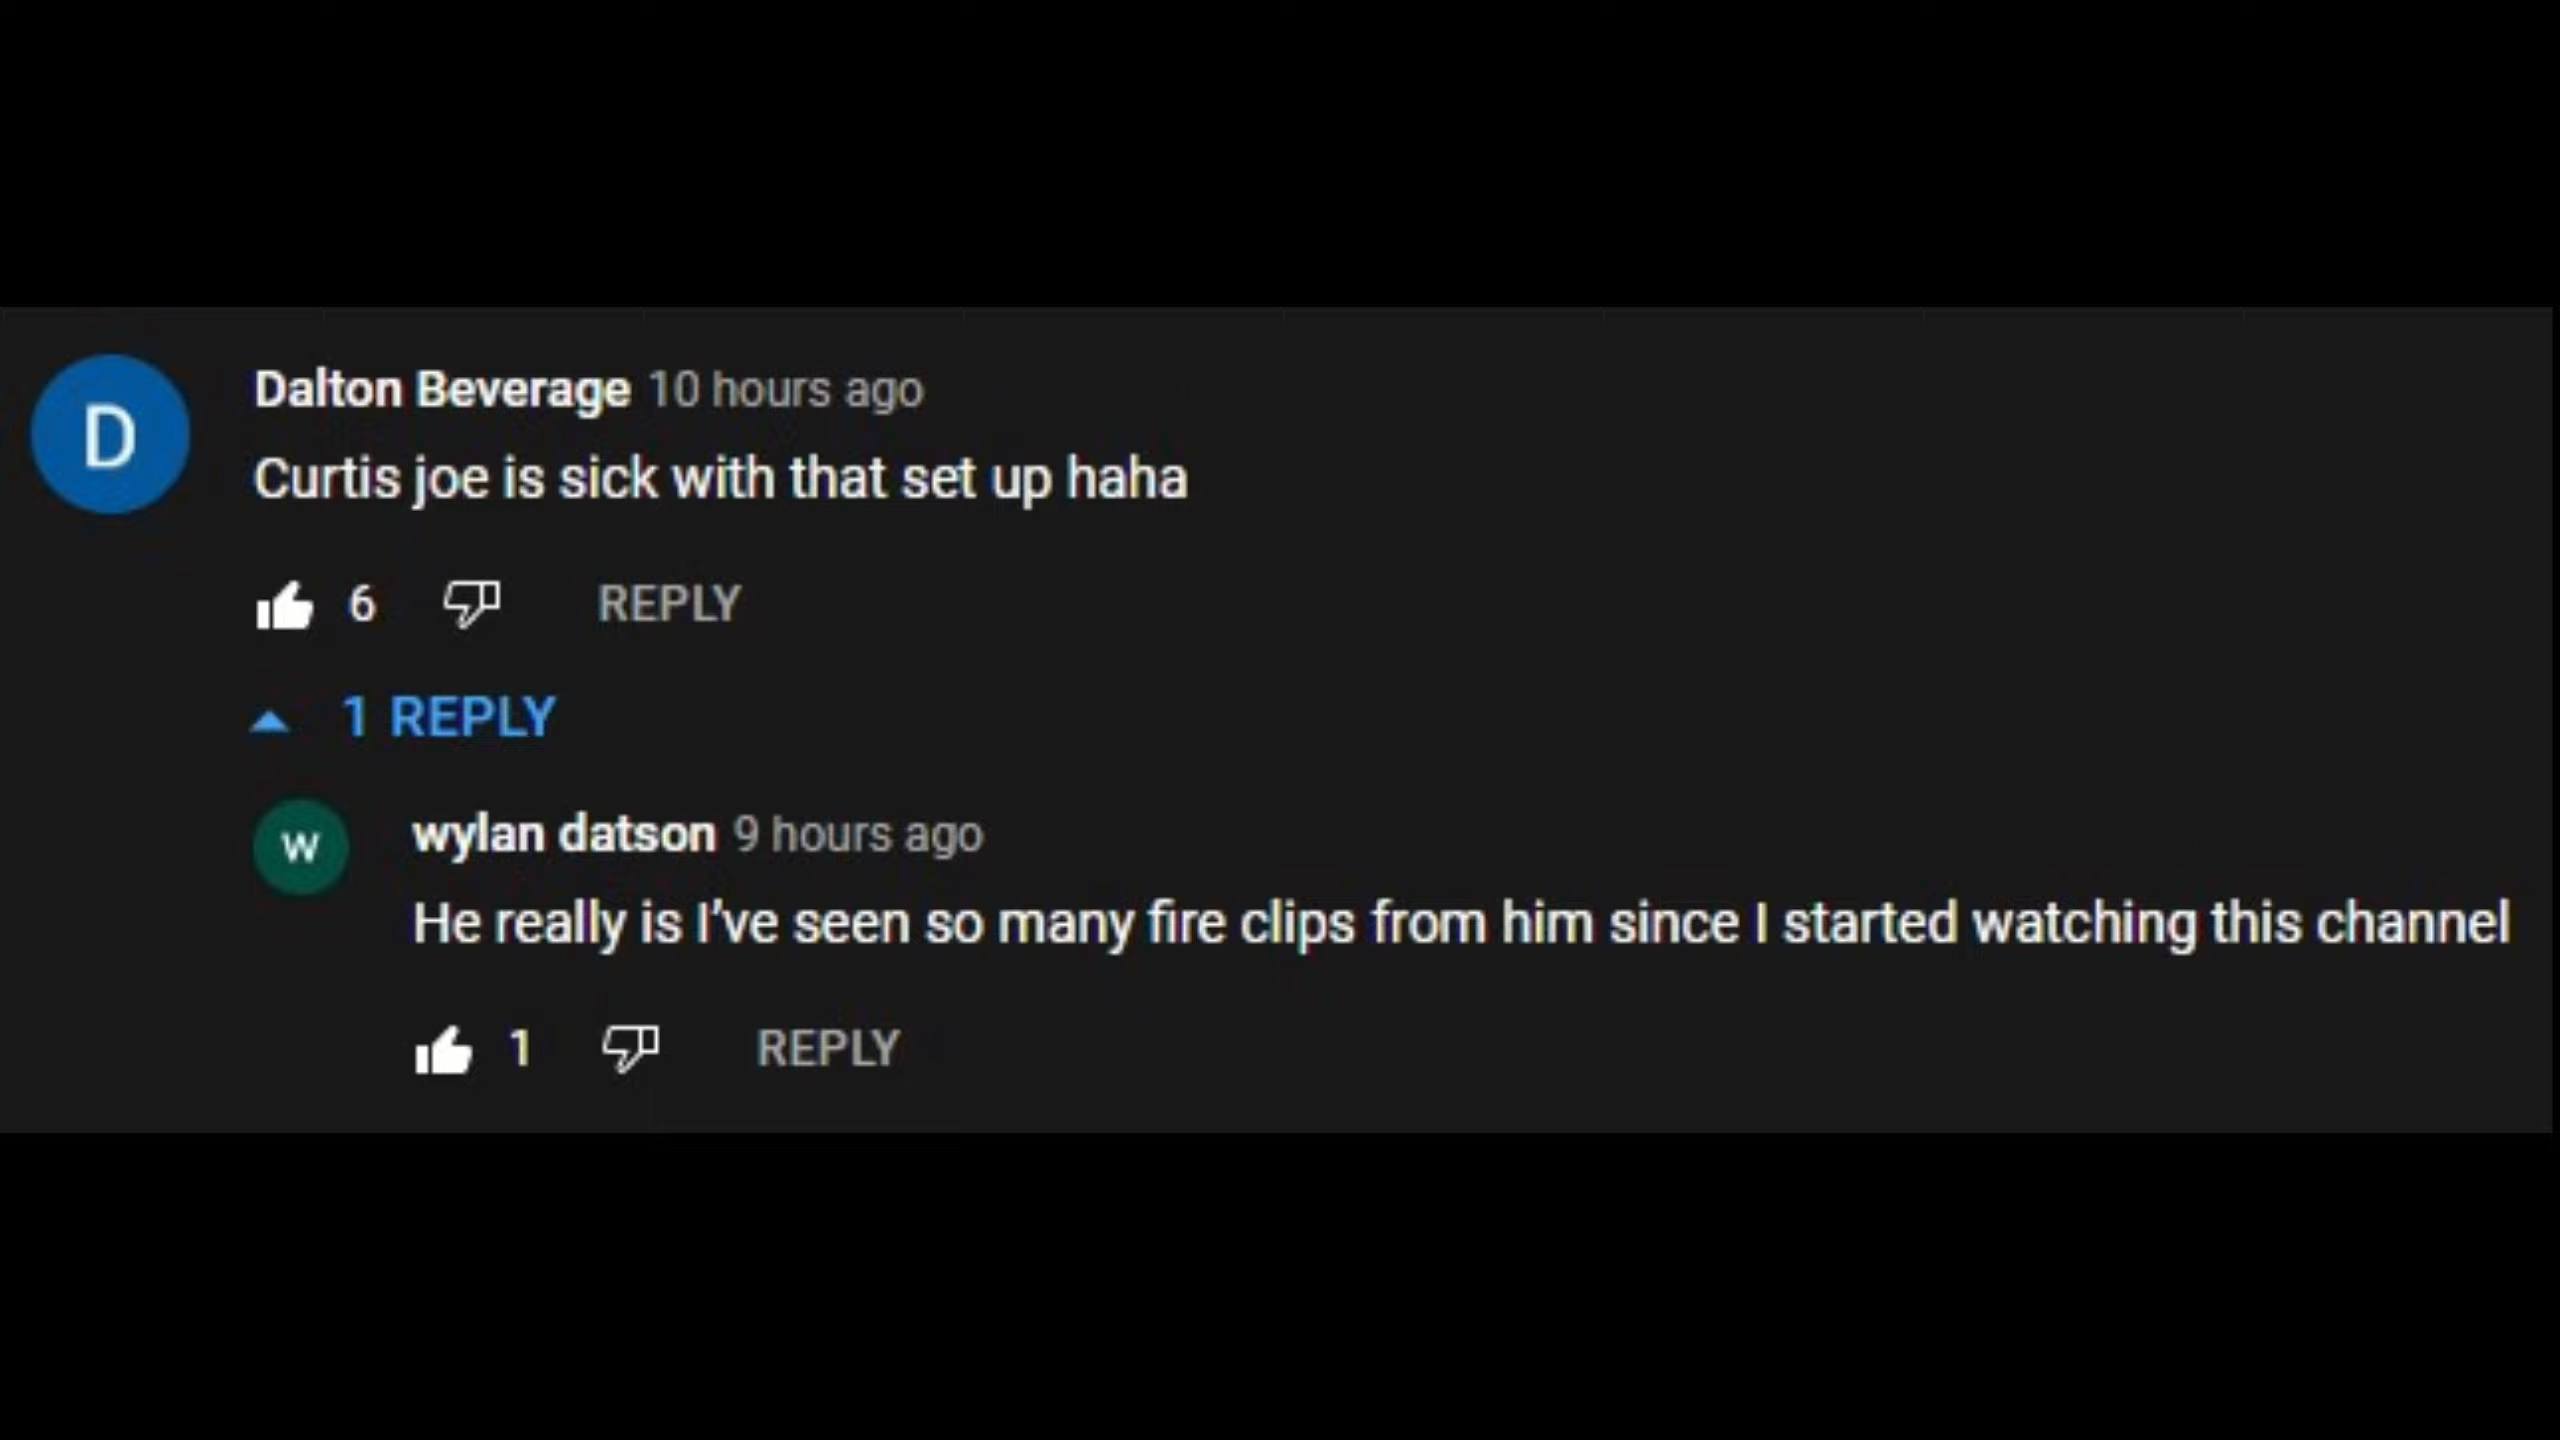 D
Dalton Beverage 10 hours ago
Curtis joe is sick with that set up haha
6 REPLY
1 REPLY
w
wylan datson 9 hours ago
He really is I’ve seen so many fire clips from him since I started watching this channel
1 REPLY